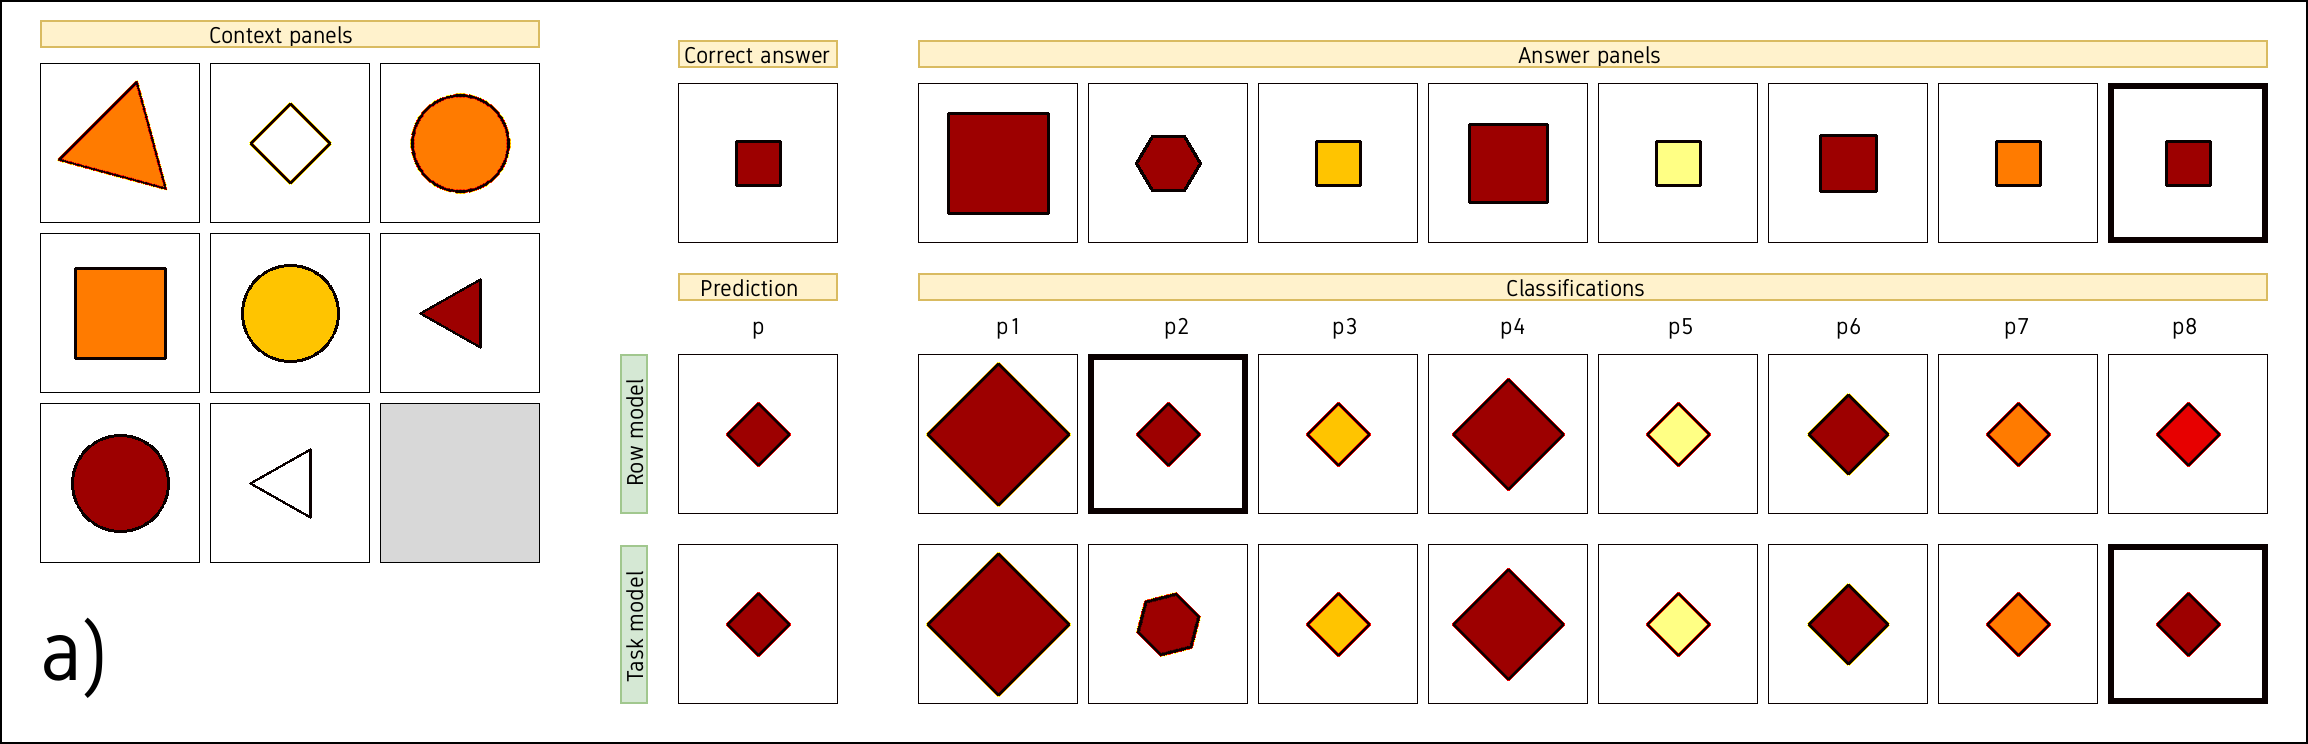 Context panels
Correct answer
Answer panels
Prediction
Classifications
p
p1
p2
p3
p4
p5
p6
p7
p8
Row model
Task model
a)